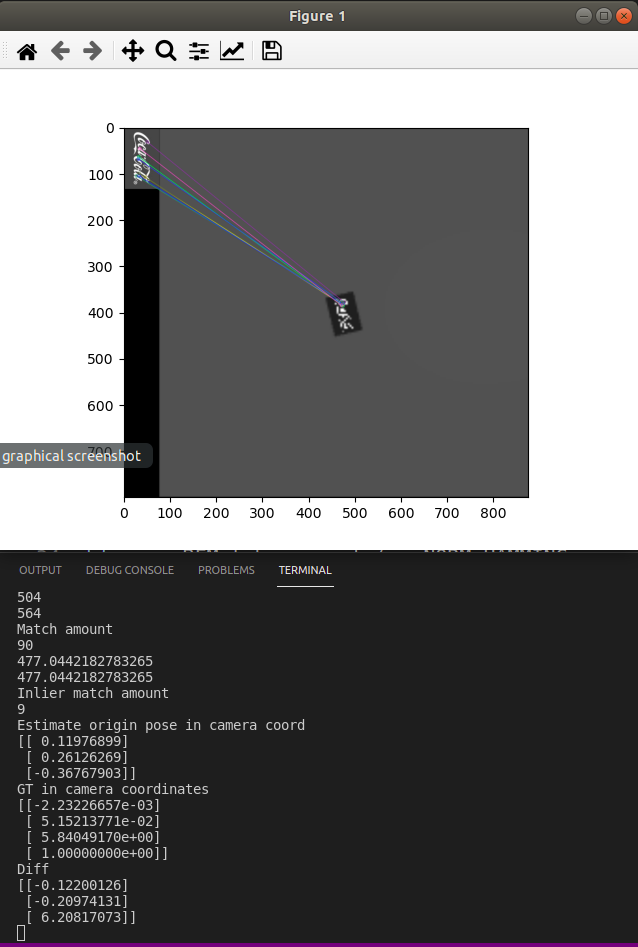 Figure 1
0
100
200
300
400
500
600
700
0 100 200 300 400 500 600 700 800
Coca-Cola
graphical screenshot
OUTPUT DEBUG CONSOLE PROBLEMS TERMINAL
504
564
Match amount
90
477.0442182783265
477.0442182783265
Inlier match amount
9
Estimate origin pose in camera coord
[[ 0.11976899]
[ 0.26126269]
[-0.36767903]]
GT in camera coordinates
[[-2.23226657e-03]
[ 5.15213771e-02]
[ 5.84049170e+00]
[ 1.00000000e+00]]
Diff
[[-0.12200126]
[-0.20974131]
[ 6.20817073]]